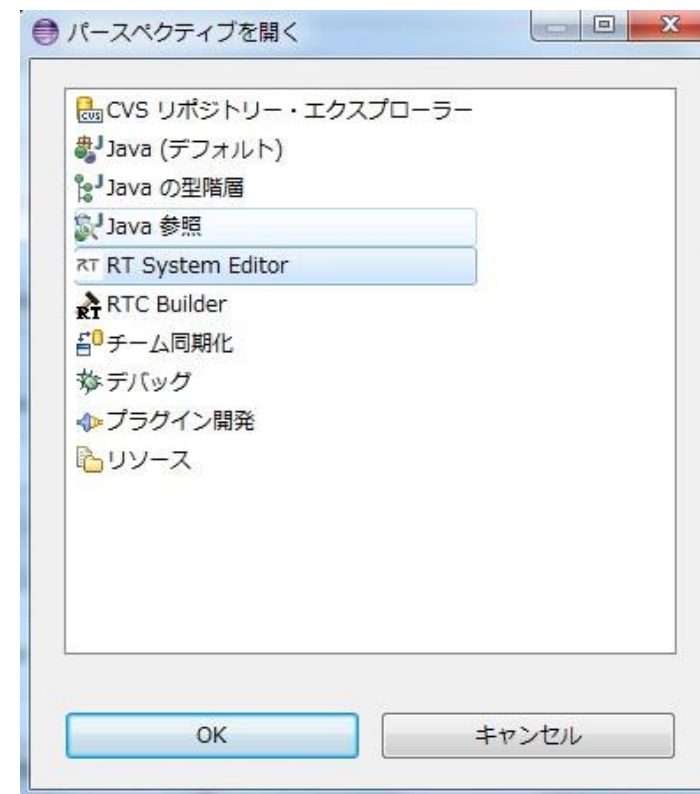 パースペクティブを開く
CVS リポジトリー・エクスプローラー
Java (デフォルト)
Java の型階層
Java 参照
RT System Editor
RTC Builder
チーム同期化
デバッグ
プラグイン開発
リソース
OK
キャンセル